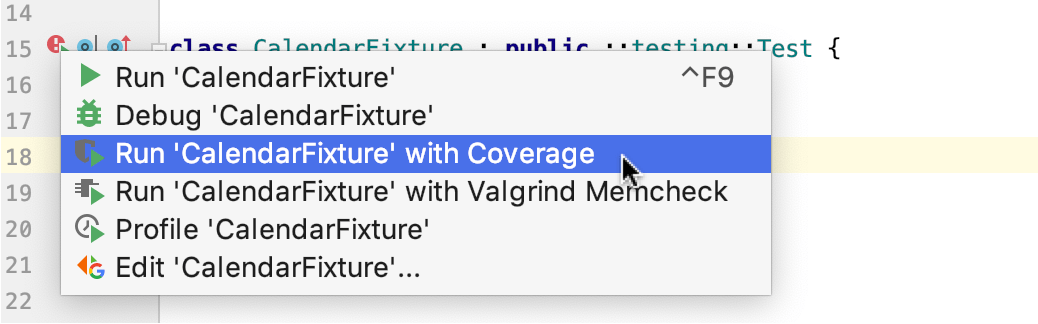 14
15 class CalendarFixture : public ::testing::Test {
16
Run 'CalendarFixture' ^F9
17
Debug 'CalendarFixture'
18
Run 'CalendarFixture' with Coverage
19
Run 'CalendarFixture' with Valgrind Memcheck
20
Profile 'CalendarFixture'
21
Edit 'CalendarFixture'...
22